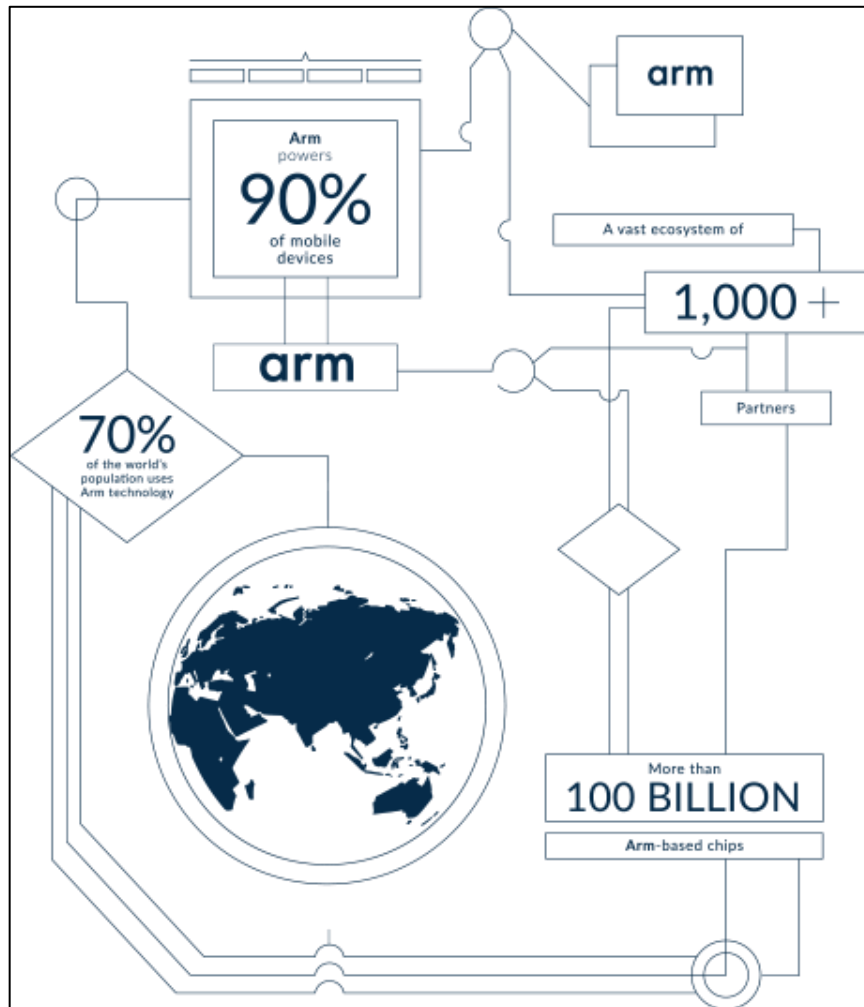 arm
Arm
powers
90%
of mobile
devices
A vast ecosystem of
1,000 +
arm
Partners
70%
of the world's
population uses
Arm technology
More than
100 BILLION
Arm-based chips